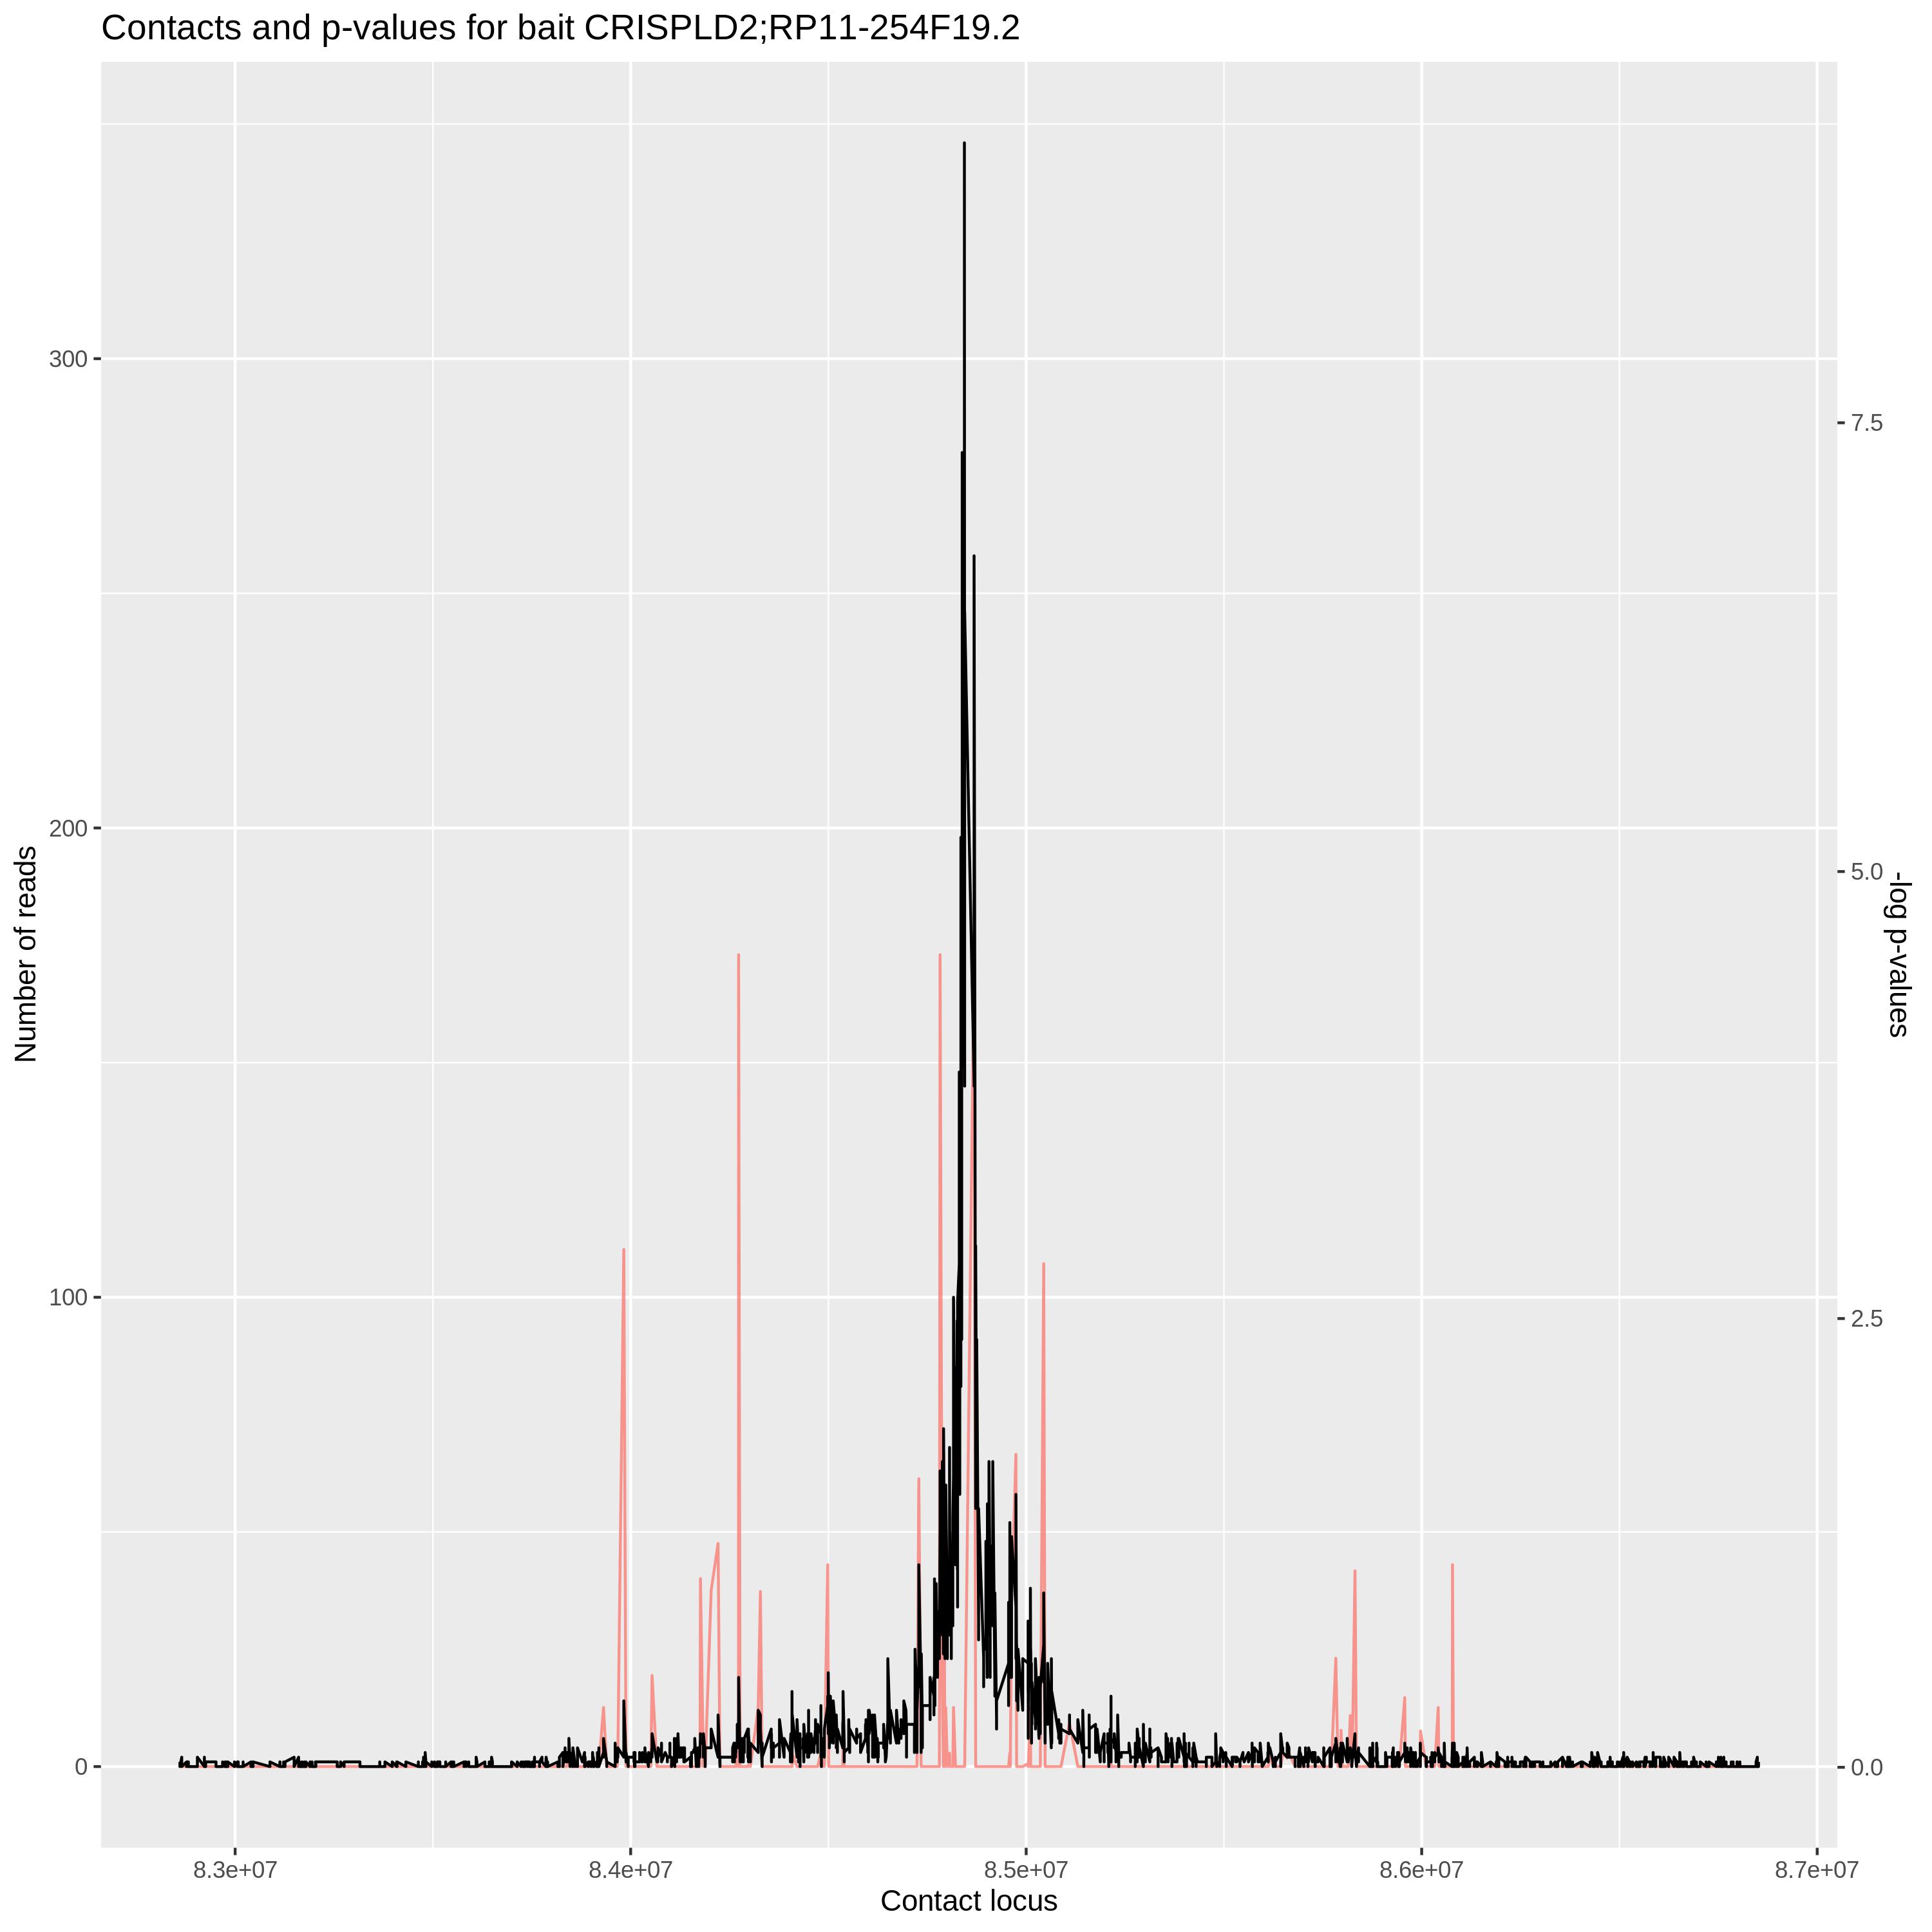 Contacts and p-values for bait CRISPLD2;RP11-254F19.2
Number of reads
300
200
100
0
7.5
5.0
2.5
0.0
-log p-values
8.3e+07 8.4e+07 8.5e+07 8.6e+07 8.7e+07
Contact locus